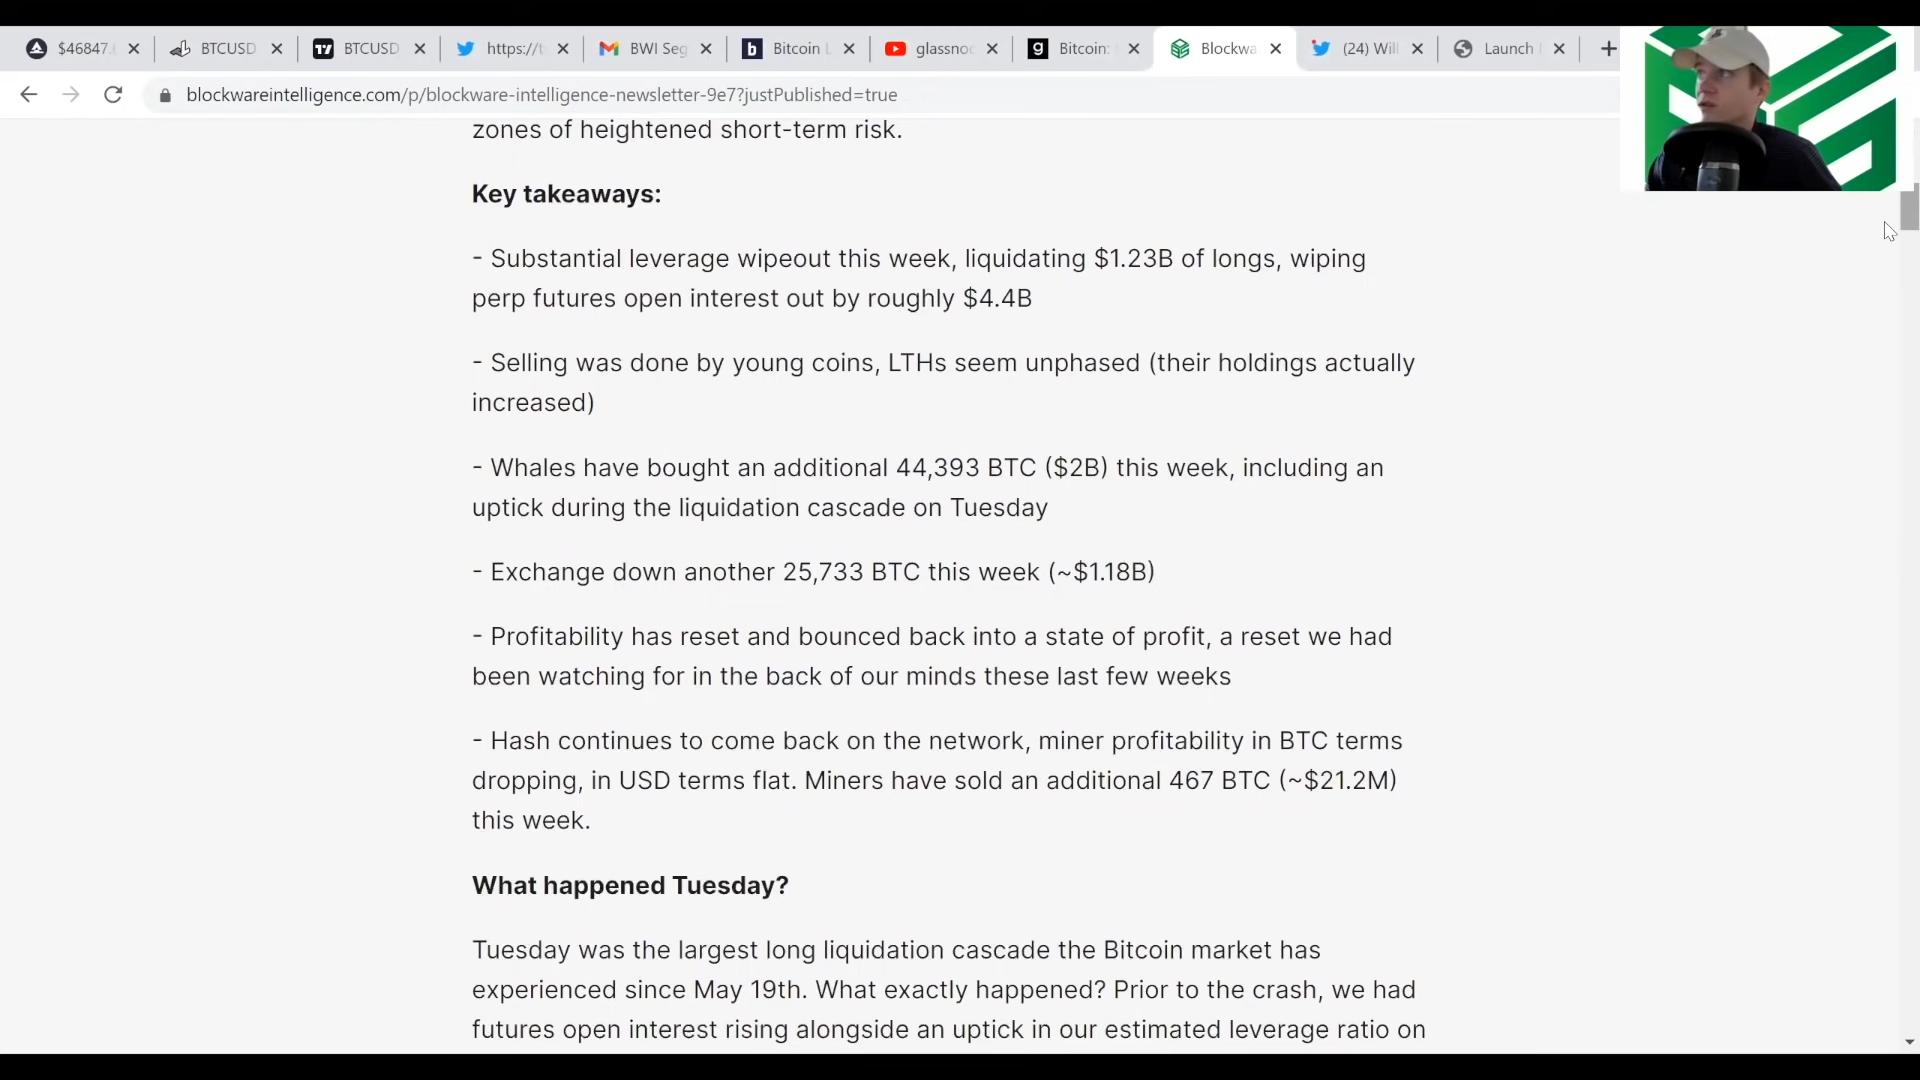 $46847.
BTCUSD
BTCUSD
https://t
BWI Seg
Bitcoin L
glassnod
Bitcoin:
Blockwa
(24) Will
Launch
blockwareintelligence.com/p/blockware-intelligence-newsletter-9e7?justPublished=true
zones of heightened short-term risk.
Key takeaways:
- Substantial leverage wipeout this week, liquidating $1.23B of longs, wiping
perp futures open interest out by roughly $4.4B
- Selling was done by young coins, LTHs seem unphased (their holdings actually
increased)
- Whales have bought an additional 44,393 BTC ($2B) this week, including an
uptick during the liquidation cascade on Tuesday
- Exchange down another 25,733 BTC this week (~$1.18B)
- Profitability has reset and bounced back into a state of profit, a reset we had
been watching for in the back of our minds these last few weeks
- Hash continues to come back on the network, miner profitability in BTC terms
dropping, in USD terms flat. Miners have sold an additional 467 BTC (~$21.2M)
this week.
What happened Tuesday?
Tuesday was the largest long liquidation cascade the Bitcoin market has
experienced since May 19th. What exactly happened? Prior to the crash, we had
futures open interest rising alongside an uptick in our estimated leverage ratio on